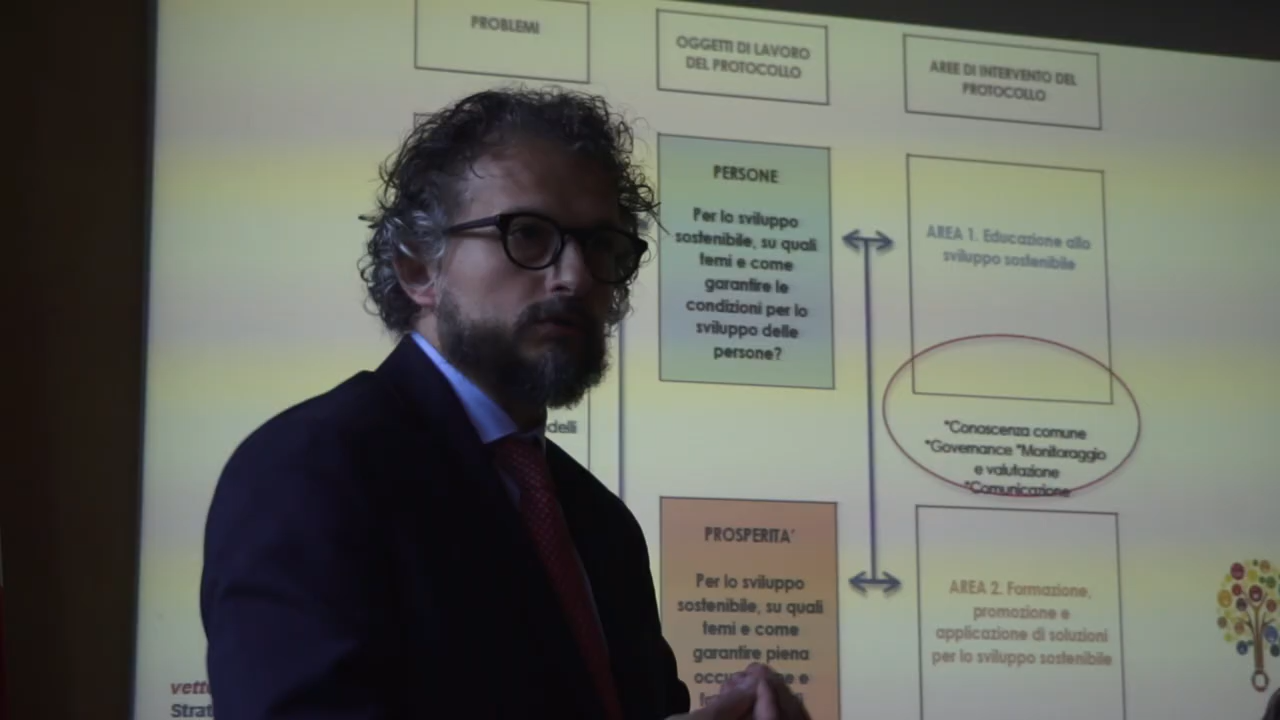 PROBLEMI
OGGETTI DI LAVORO
DEL PROTOCOLLO
AREE DI INTERVENTO DEL
PROTOCOLLO
PERSONE
Per lo sviluppo
sostenibile, su quali
temi e come
garantire le
condizioni per lo
sviluppo delle
persone?
AREA 1. Educazione allo
sviluppo sostenibile
*Conoscenza comune
*Governance *Monitoraggio
e valutazione
*Comunicazione
delli
PROSPERITA'
Per lo sviluppo
sostenibile, su quali
temi e come
garantire piena
e
AREA 2. Formazione,
promozione e
applicazione di soluzioni
per lo sviluppo sostenibile
vett
Strat